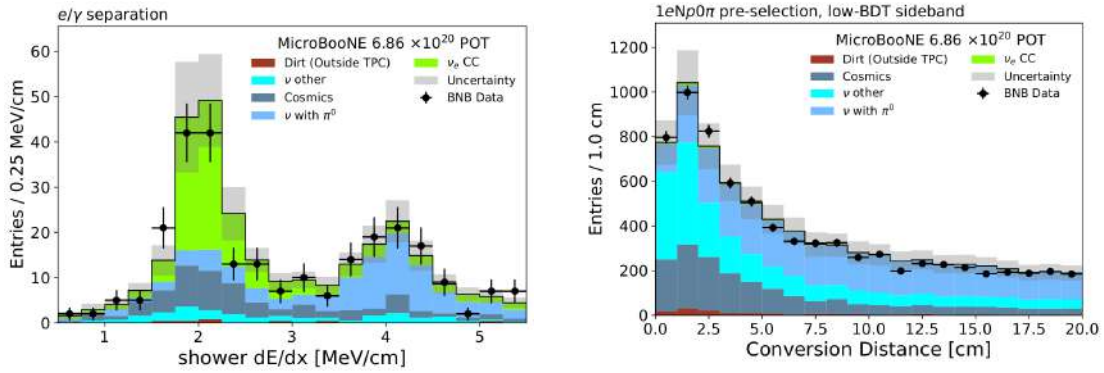 e/γ separation
MicroBooNE 6.86 ×10²⁰ POT
Dirt (Outside TPC)
ν other
Cosmics
ν with π⁰
νₑ CC
Uncertainty
BNB Data
Entries / 0.25 MeV/cm
60
50
40
30
20
10
0
1 2 3 4 5
shower dE/dx [MeV/cm]
1eNp0π pre-selection, low-BDT sideband
MicroBooNE 6.86 ×10²⁰ POT
Dirt (Outside TPC)
Cosmics
ν other
ν with π⁰
νₑ CC
Uncertainty
BNB Data
Entries / 1.0 cm
1200
1000
800
600
400
200
0
0.0 2.5 5.0 7.5 10.0 12.5 15.0 17.5 20.0
Conversion Distance [cm]